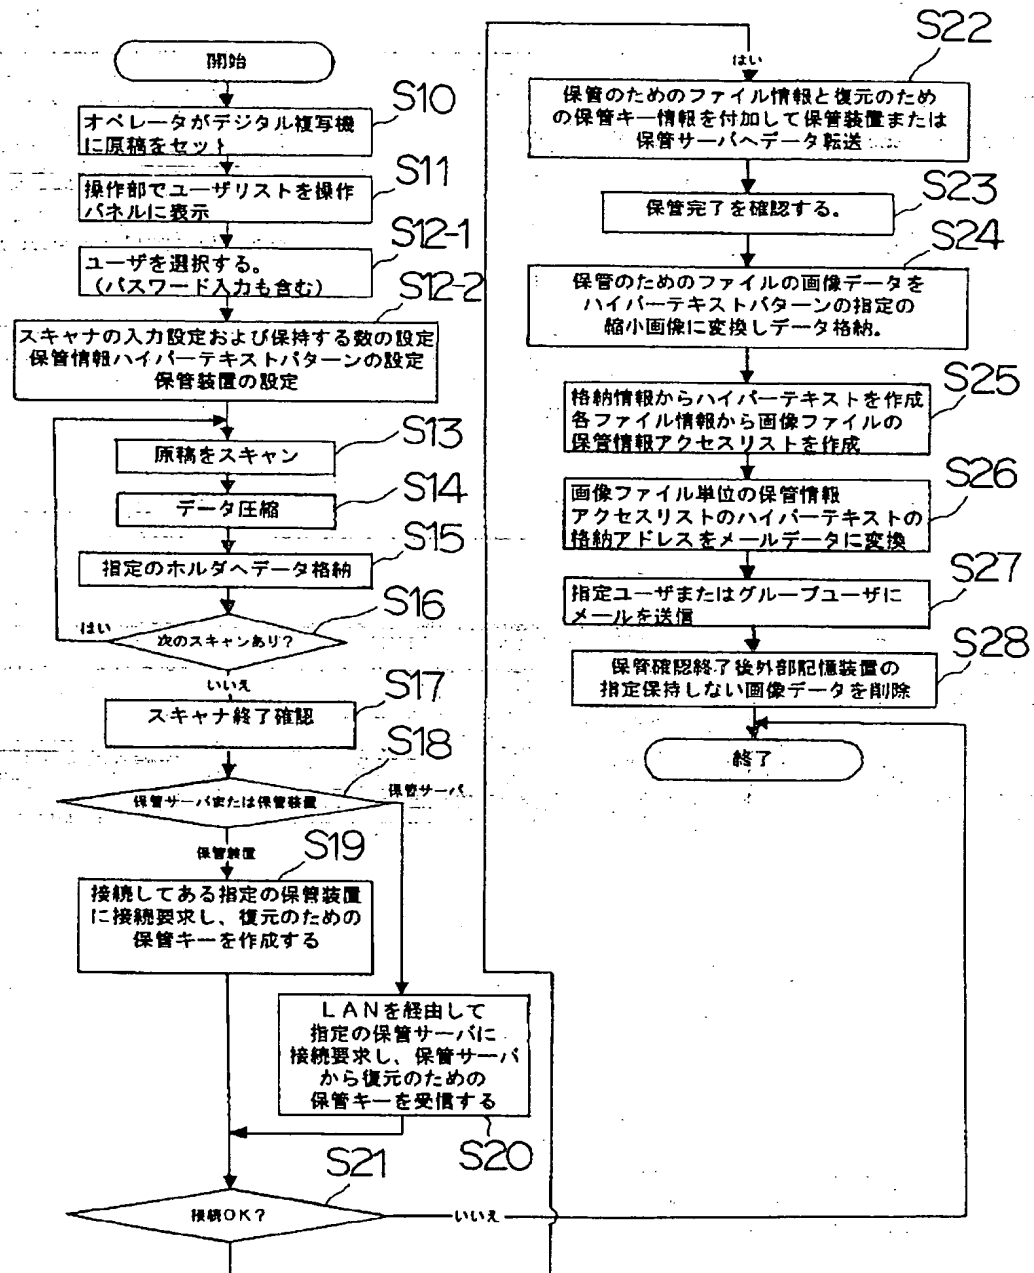 開始
S10
オペレータがデジタル複写機
に原稿をセット
S11
操作部でユーザリストを操作
パネルに表示
S12-1
ユーザを選択する。
(パスワード入力も含む)
S12-2
スキャナの入力設定および保持する数の設定
保管情報ハイパーテキストパターンの設定
保管装置の設定
S13
原稿をスキャン
S14
データ圧縮
S15
指定のホルダへデータ格納
S16
はい
次のスキャンあり?
いいえ
S17
スキャナ終了確認
S18
保管サーバまたは保管装置
保管サーバ
保管装置
S19
接続してある指定の保管装置
に接続要求し、復元のための
保管キーを作成する
LANを経由して
指定の保管サーバに
接続要求し、保管サーバ
から復元のための
保管キーを受信する
S20
S21
接続OK?
いいえ
はい
S22
保管のためのファイル情報と復元のため
の保管キー情報を付加して保管装置または
保管サーバへデータ転送
S23
保管完了を確認する。
S24
保管のためのファイルの画像データを
ハイパーテキストパターンの指定の
縮小画像に変換しデータ格納。
S25
格納情報からハイパーテキストを作成
各ファイル情報から画像ファイルの
保管情報アクセスリストを作成
S26
画像ファイル単位の保管情報
アクセスリストのハイパーテキストの
格納アドレスをメールデータに変換
S27
指定ユーザまたはグループユーザに
メールを送信
S28
保管確認終了後外部記憶装置の
指定保持しない画像データを削除
終了